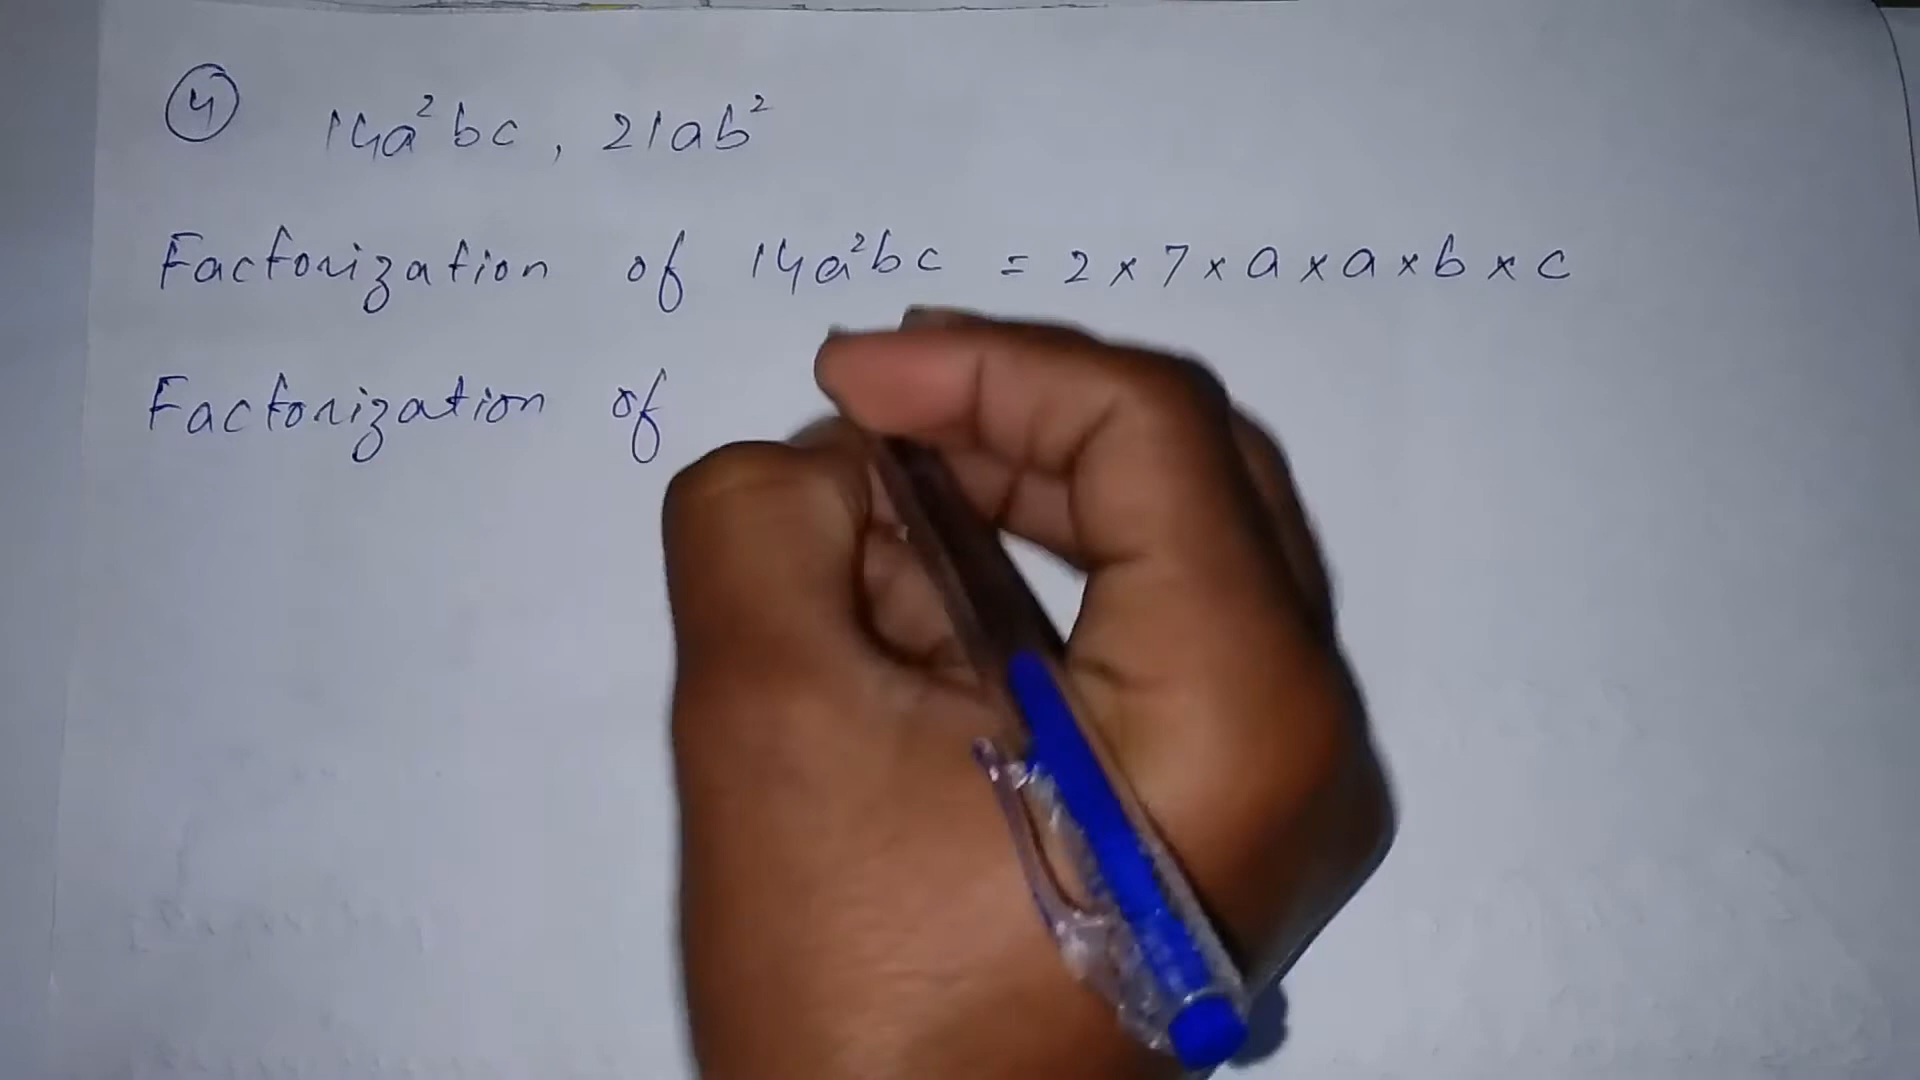 ④ 14a²bc, 21ab²
Factorization of 14a²bc = 2 × 7 × a × a × b × c
Factorization of